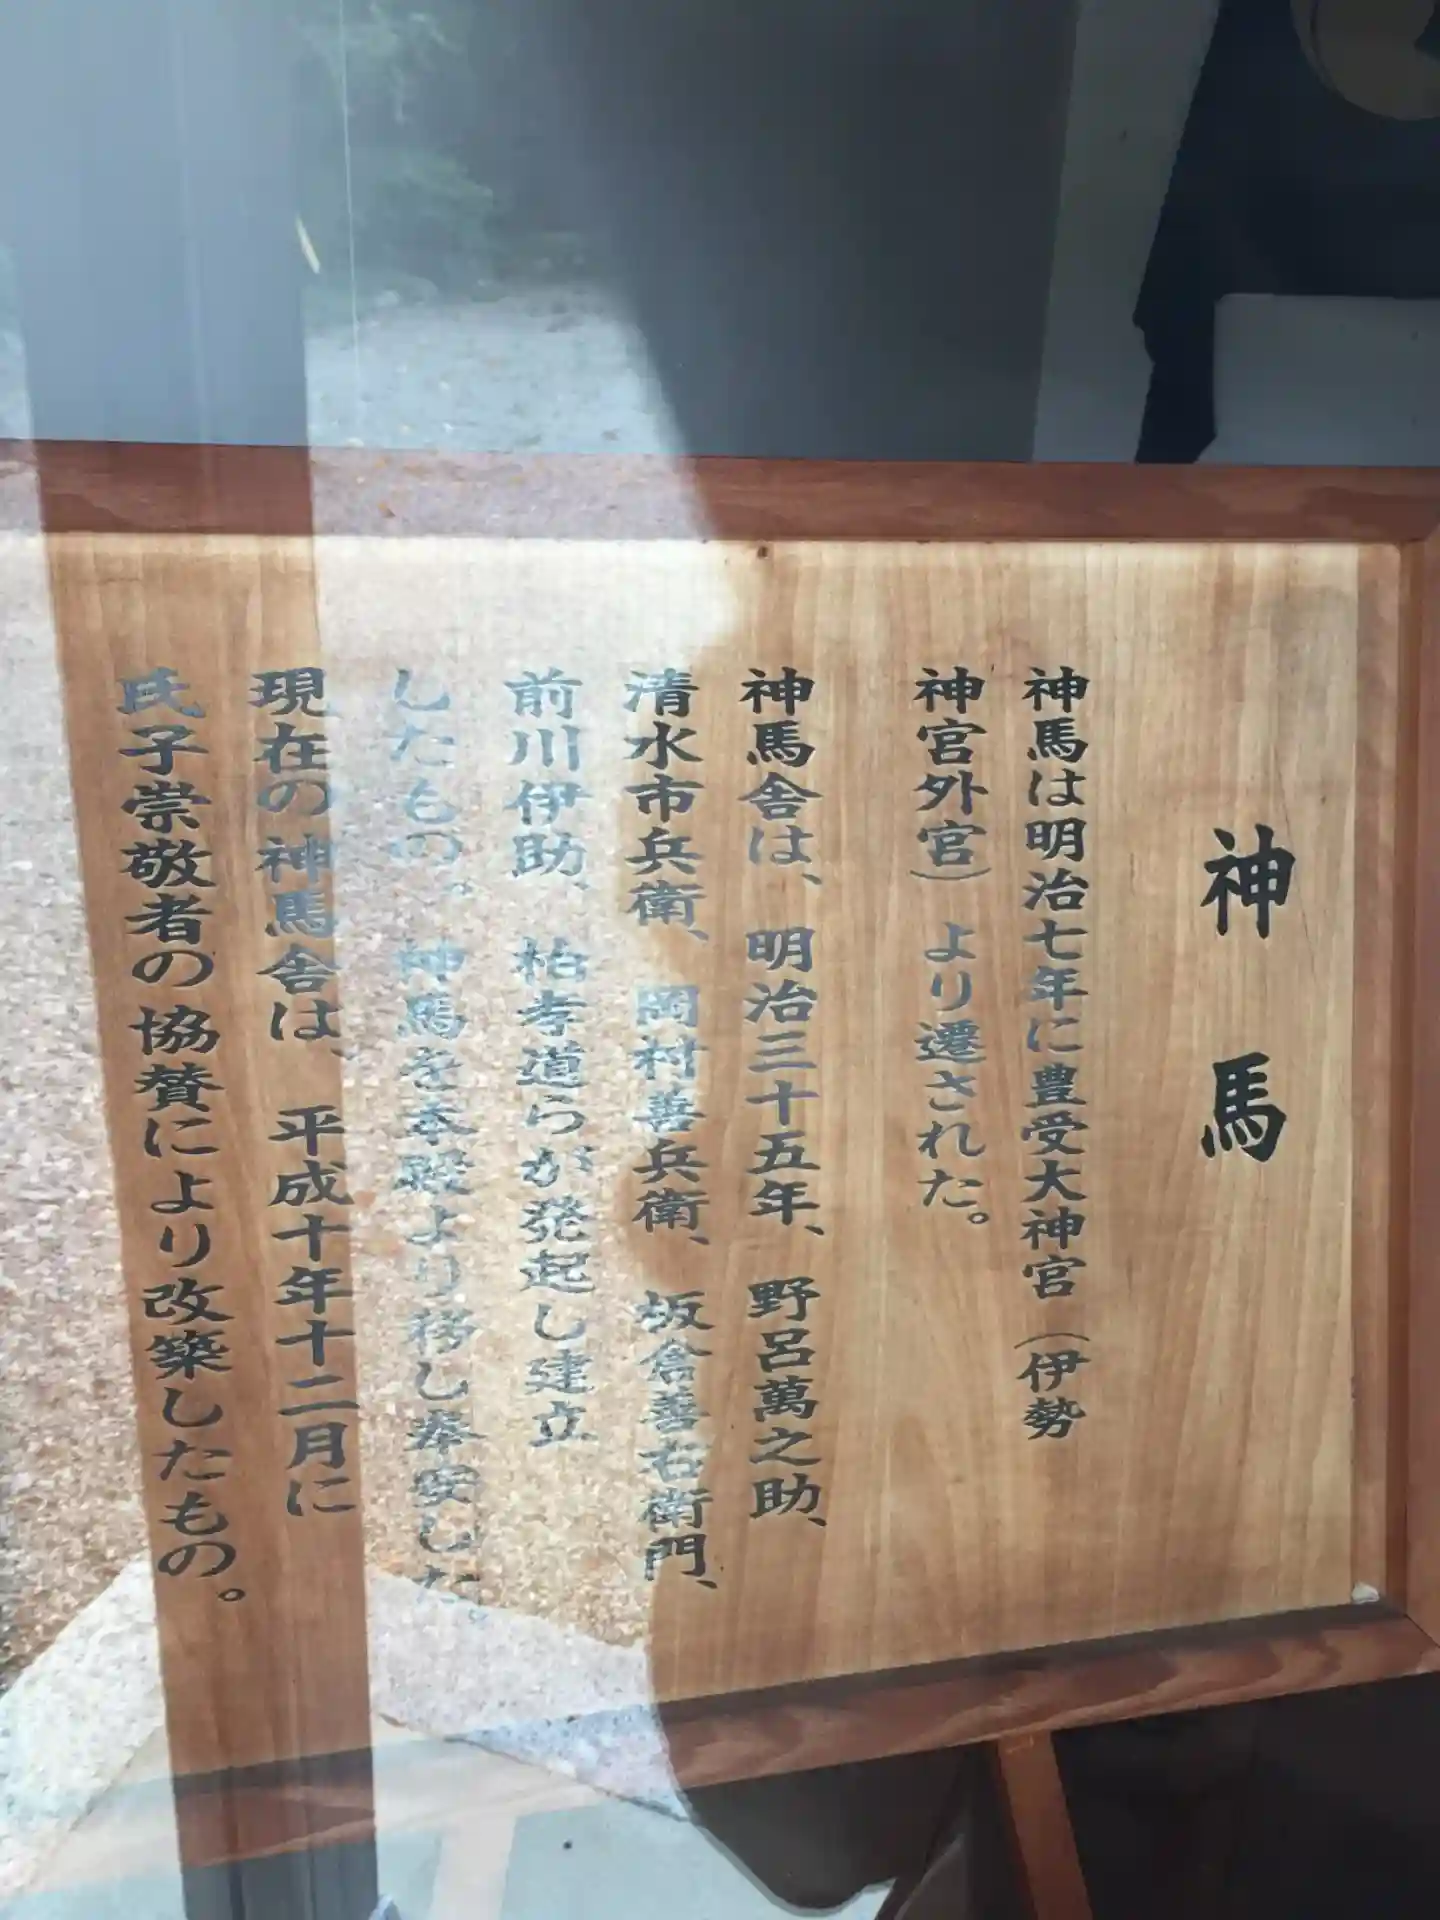 神馬
神馬は明治七年に豊受大神宮（伊勢
神宮外宮）より遷された。
神馬舎は、明治三十五年、野呂萬之助、
清水市兵衛、岡村善兵衛、坂倉善右衛門、
前川伊助、柘孝道らが発起し建立
したもの。神馬を本殿より移し奉安した。
現在の神馬舎は、平成十年十二月に
氏子崇敬者の協賛により改築したもの。